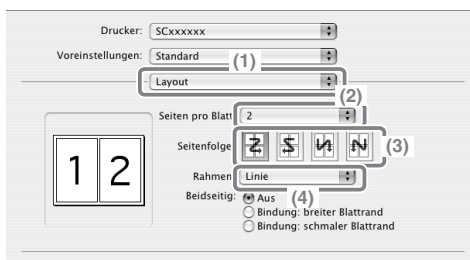 Drucker: SCxxxxxx
Voreinstellungen: Standard
(1)
Layout
(2)
Seiten pro Blatt 2
Seitenfolge
(3)
Rahmen Linie
(4)
Beidseitig: Aus
Bindung: breiter Blattrand
Bindung: schmaler Blattrand
1 2